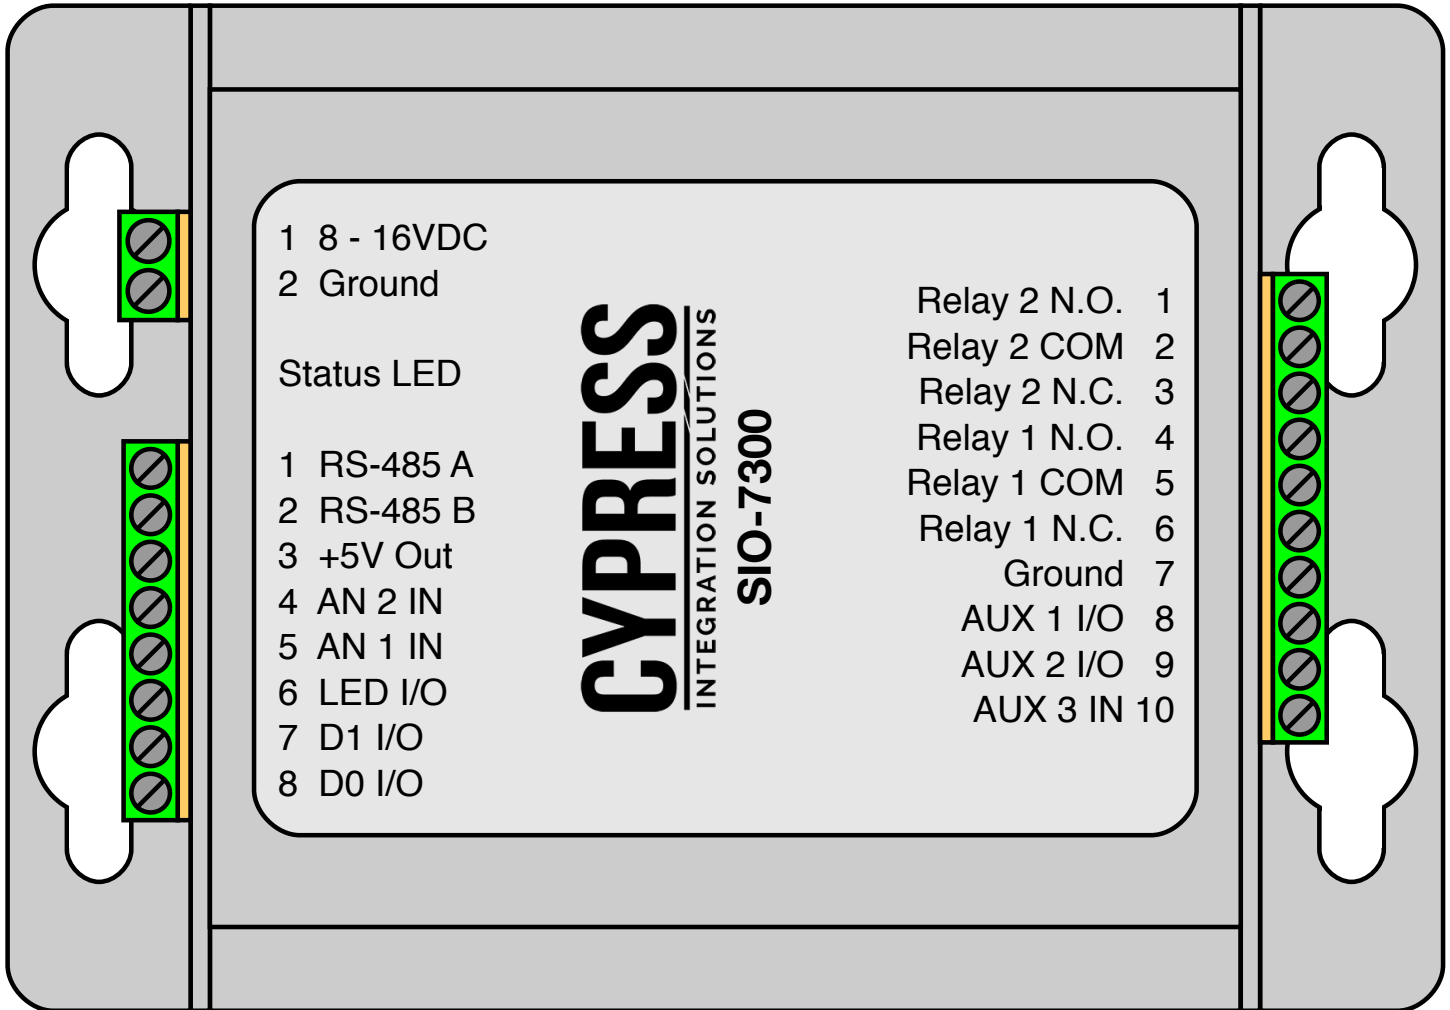 1 8 - 16VDC
2 Ground
Status LED
1 RS-485 A
2 RS-485 B
3 +5V Out
4 AN 2 IN
5 AN 1 IN
6 LED I/O
7 D1 I/O
8 D0 I/O
CYPRESS
INTEGRATION SOLUTIONS
SIO-7300
Relay 2 N.O. 1
Relay 2 COM 2
Relay 2 N.C. 3
Relay 1 N.O. 4
Relay 1 COM 5
Relay 1 N.C. 6
Ground 7
AUX 1 I/O 8
AUX 2 I/O 9
AUX 3 IN 10